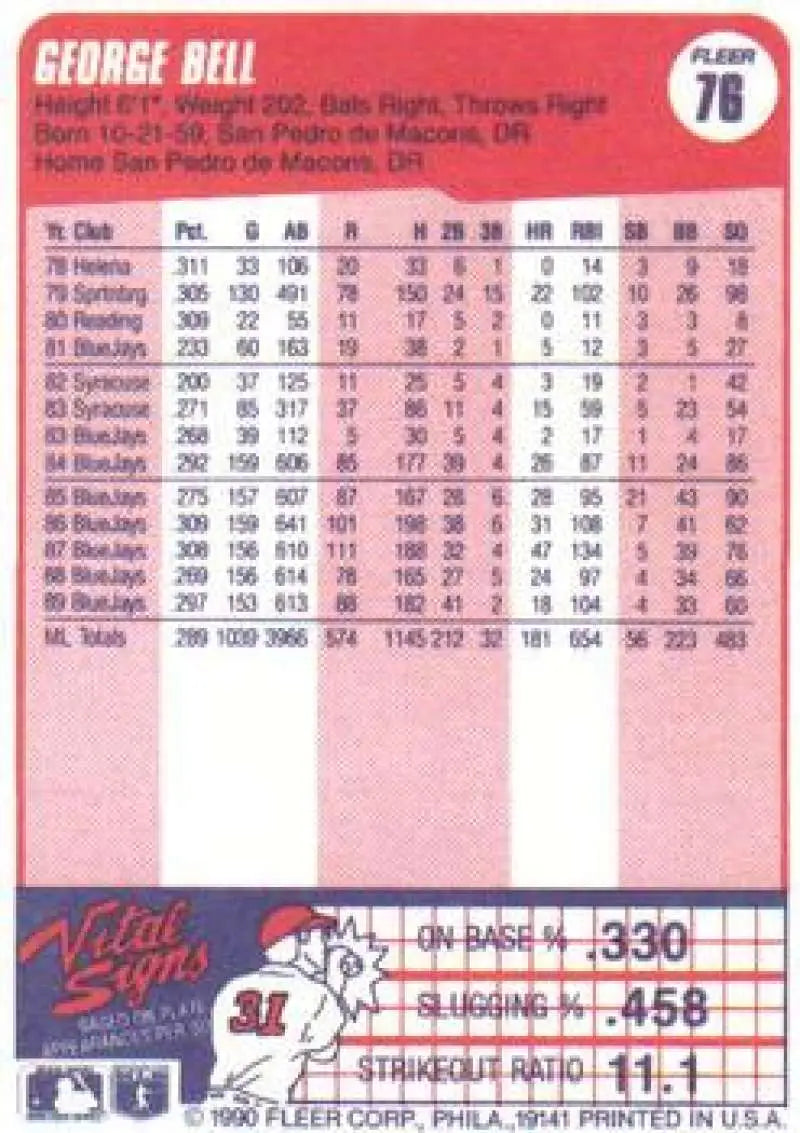 GEORGE BELL
FLEER
76
Height 6'1", Weight 202, Bats Right, Throws Right
Born 10-21-59, San Pedro de Macoris, DR
Home San Pedro de Macoris, DR
Yr. Club Pct. G AB R H 2B 3B HR RBI SB BB SO
78 Helena .311 33 106 20 33 6 1 0 14 3 9 18
79 Sprtnbrg .305 130 491 78 150 24 15 22 102 10 26 98
80 Reading .309 22 55 11 17 5 2 0 11 3 3 8
81 BlueJays .233 60 163 19 38 2 1 5 12 3 5 27
82 Syracuse .200 37 125 11 25 5 4 3 19 2 1 42
83 Syracuse .271 85 317 37 86 11 4 15 59 5 23 54
83 BlueJays .268 39 112 5 30 5 4 2 17 1 4 17
84 BlueJays .292 159 606 85 177 39 4 26 87 11 24 86
85 BlueJays .275 157 607 87 167 28 6 28 95 21 43 90
86 BlueJays .309 159 641 101 198 38 6 31 108 7 41 62
87 BlueJays .308 156 610 111 188 32 4 47 134 5 39 75
88 BlueJays .269 156 614 78 165 27 5 24 97 4 34 66
89 BlueJays .297 153 613 88 182 41 2 18 104 4 33 60
ML Totals .289 1039 3966 574 1145 212 32 181 654 56 223 483
Vital
Signs
BASED ON PLATE
APPEARANCES PER SO
31
ON BASE % .330
SLUGGING % .458
STRIKEOUT RATIO 11.1
© 1990 FLEER CORP., PHILA., 19141 PRINTED IN U.S.A.